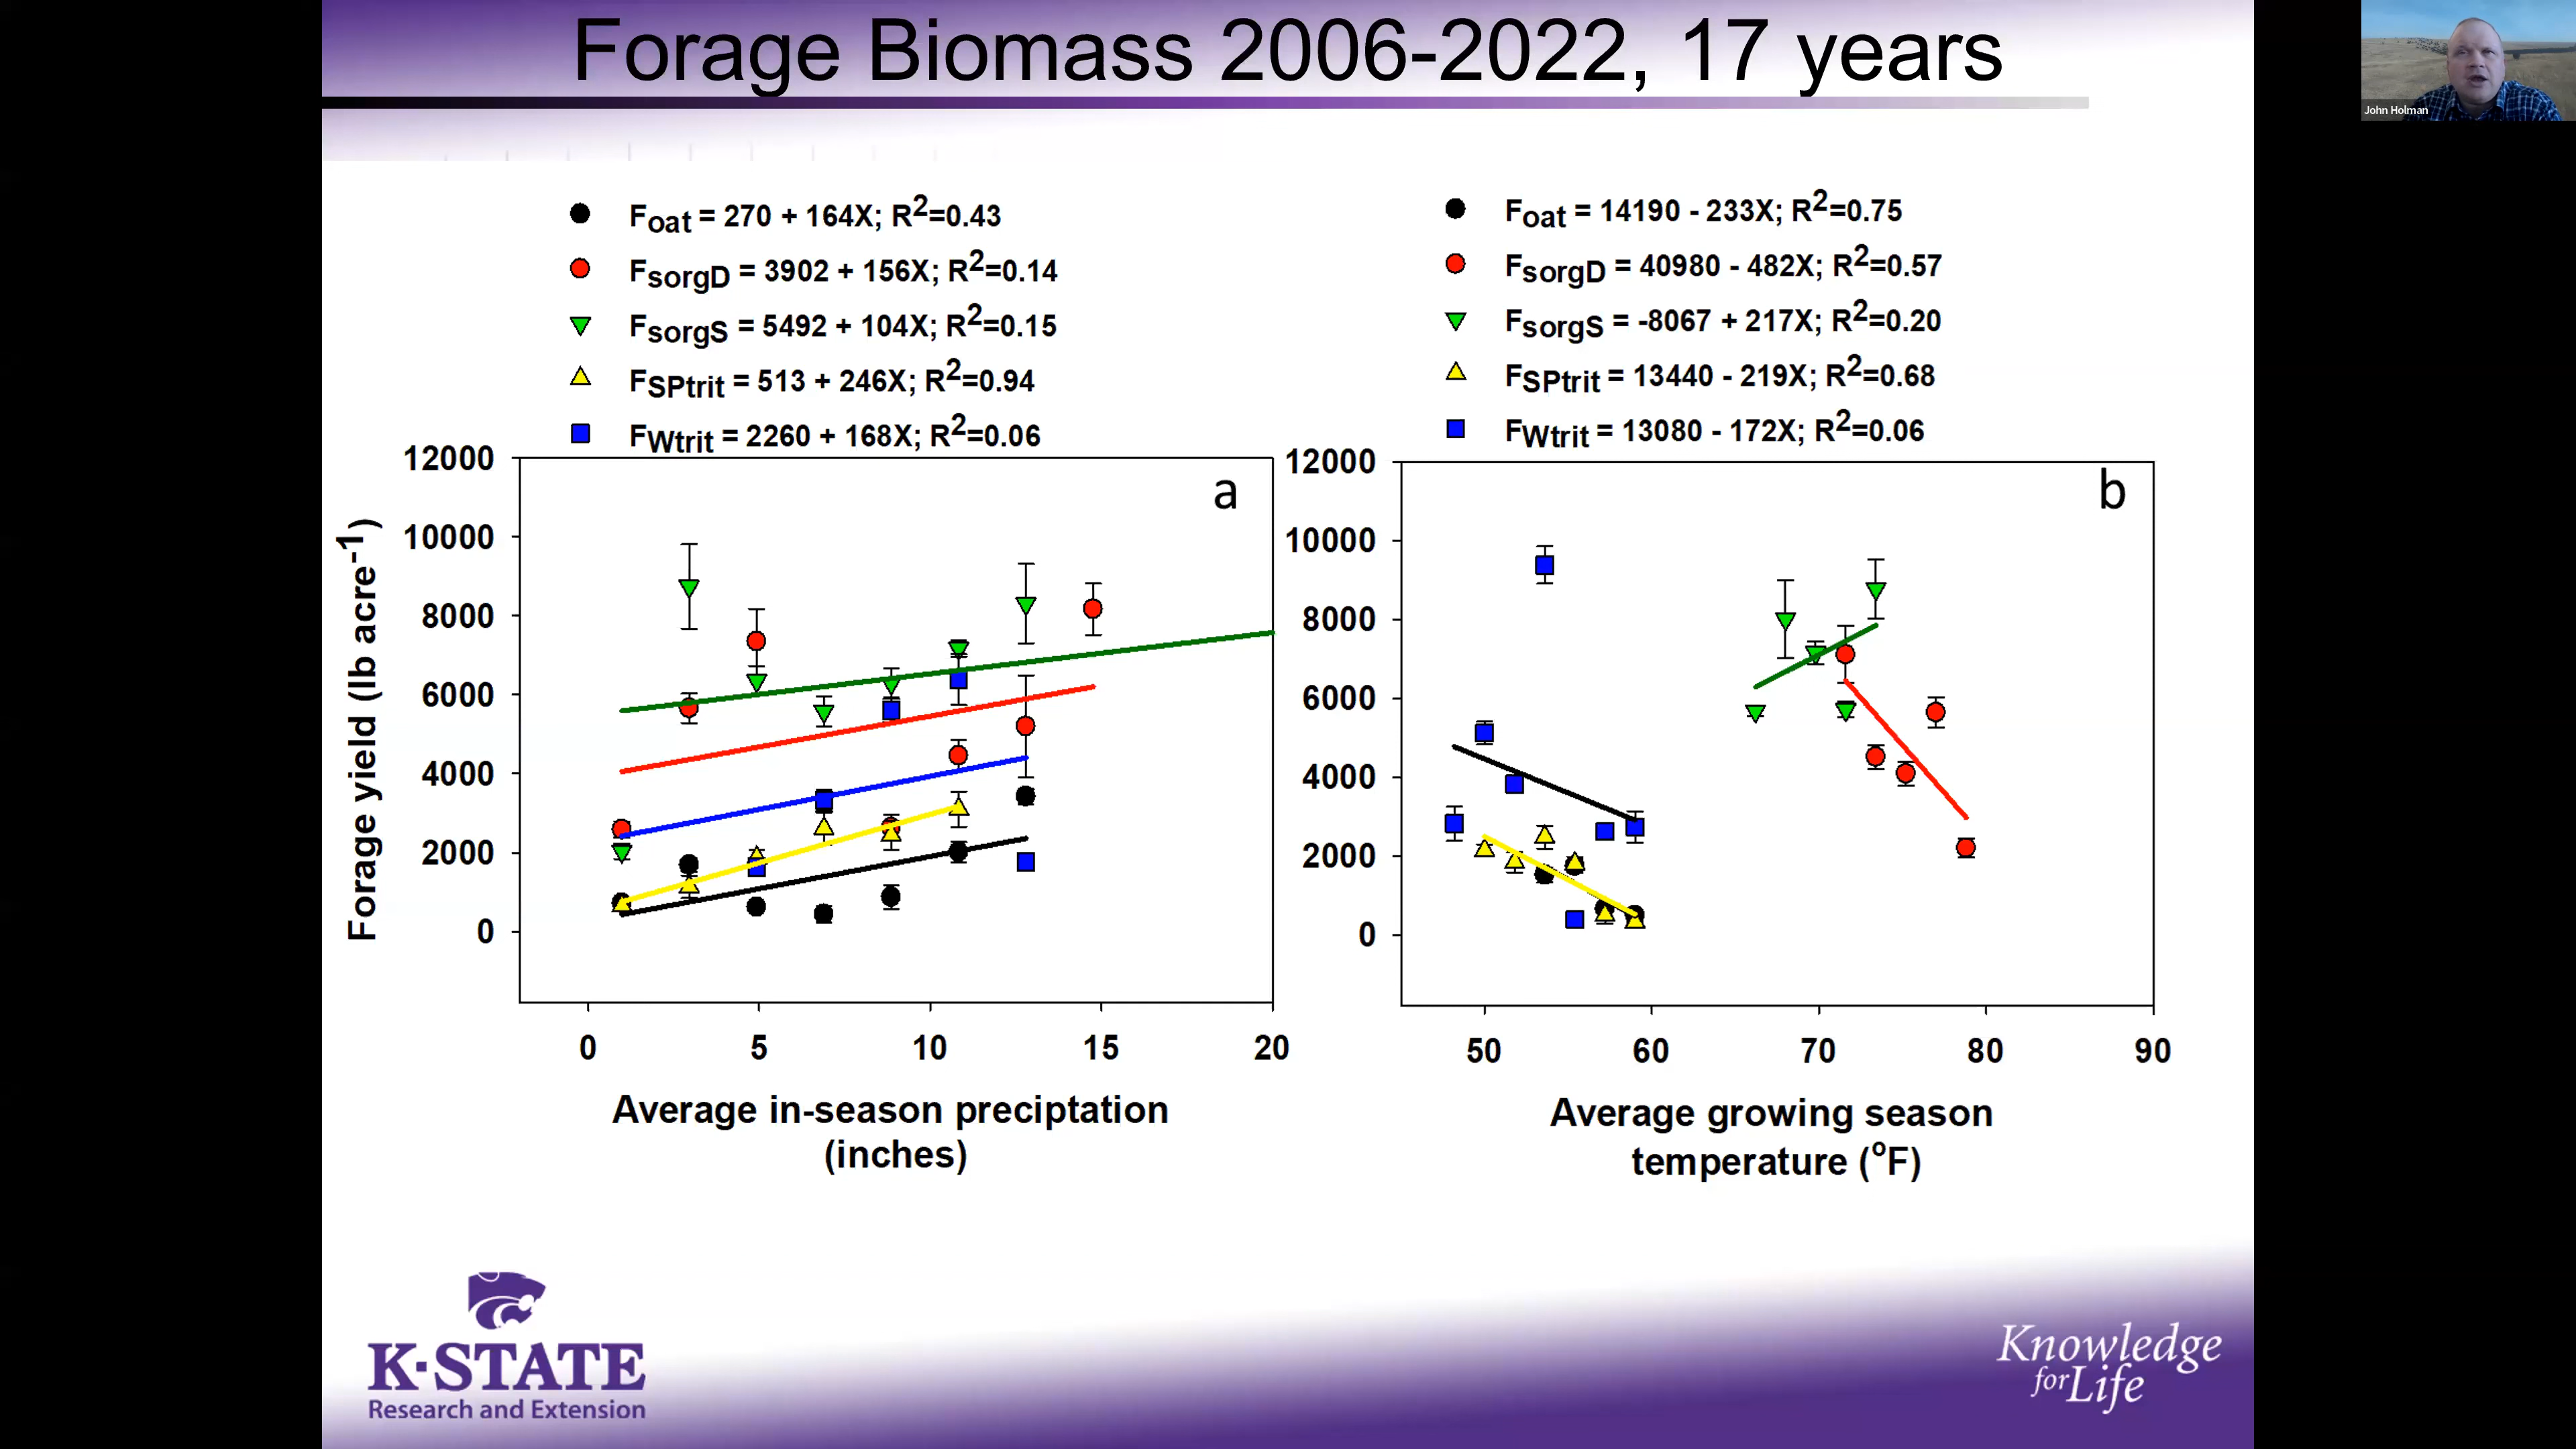 Forage Biomass 2006-2022, 17 years
John Holman
Foat = 270 + 164X; R2=0.43
FsorgD = 3902 + 156X; R2=0.14
FsorgS = 5492 + 104X; R2=0.15
FSPtrit = 513 + 246X; R2=0.94
FWtrit = 2260 + 168X; R2=0.06
12000
10000
8000
6000
4000
2000
0
Forage yield (lb acre-1)
a
0 5 10 15 20
Average in-season preciptation
(inches)
Foat = 14190 - 233X; R2=0.75
FsorgD = 40980 - 482X; R2=0.57
FsorgS = -8067 + 217X; R2=0.20
FSPtrit = 13440 - 219X; R2=0.68
FWtrit = 13080 - 172X; R2=0.06
12000
10000
8000
6000
4000
2000
0
b
50 60 70 80 90
Average growing season
temperature (oF)
K-STATE
Research and Extension
Knowledge
for Life